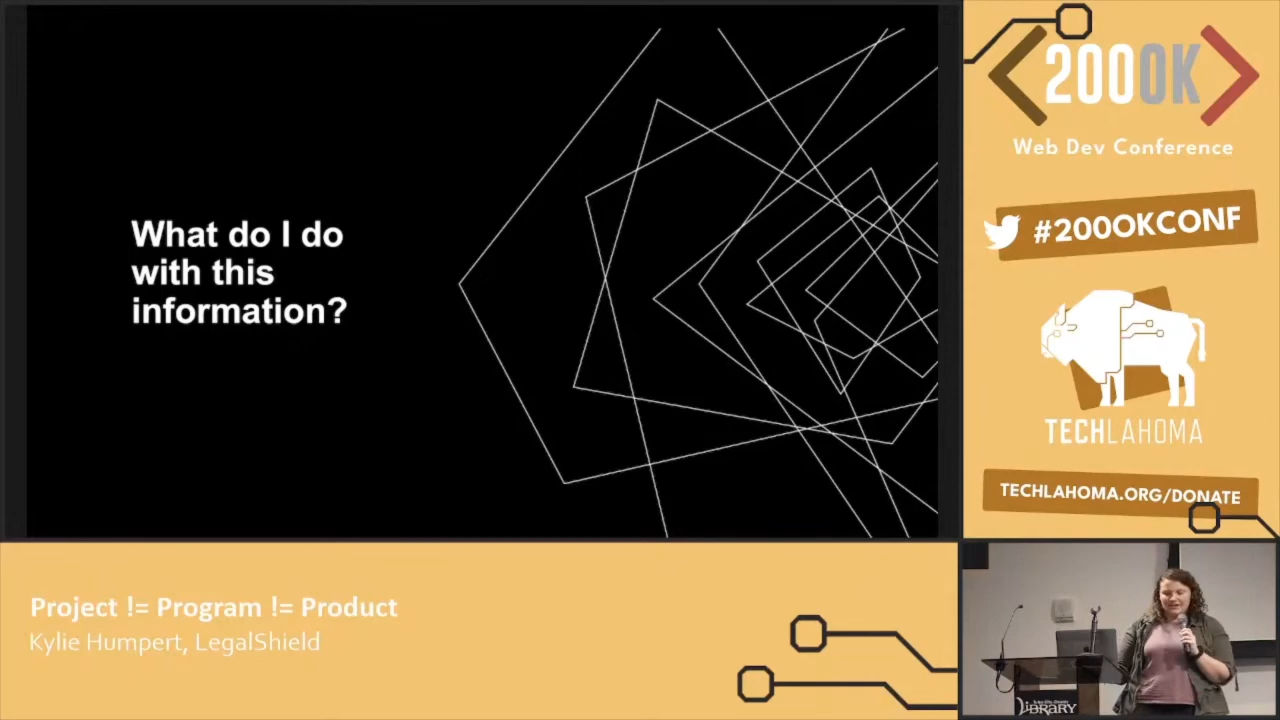 What do I do
with this
information?
200OK
Web Dev Conference
#200OKCONF
TECHLAHOMA
TECHLAHOMA.ORG/DONATE
Project != Program != Product
Kylie Humpert, LegalShield
LIBRARY